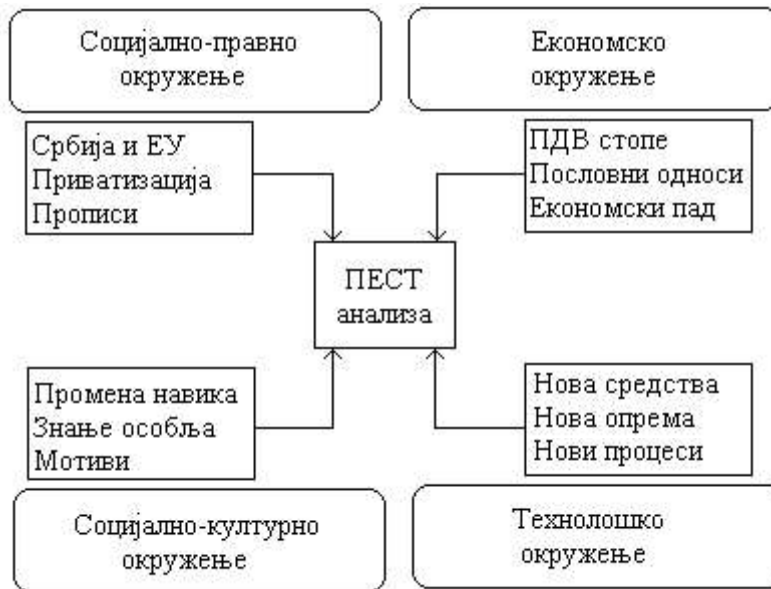 Социјално-правно
окружење
Економско
окружење
Србија и ЕУ
Приватизација
Прописи
ПДВ стопе
Пословни односи
Економски пад
ПЕСТ
анализа
Промена навика
Знање особља
Мотиви
Нова средства
Нова опрема
Нови процеси
Социјално-културно
окружење
Технолошко
окружење